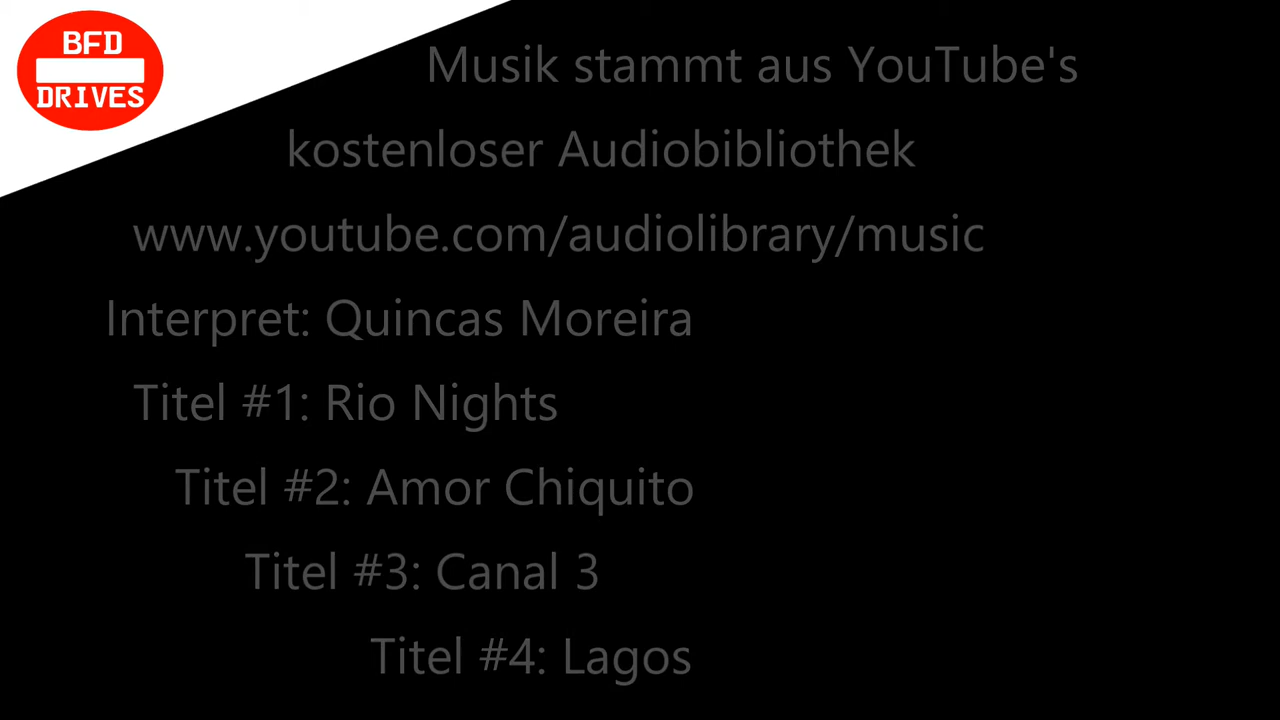 BFD
DRIVES
Musik stammt aus YouTube's
kostenloser Audiobibliothek
www.youtube.com/audiolibrary/music
Interpret: Quincas Moreira
Titel #1: Rio Nights
Titel #2: Amor Chiquito
Titel #3: Canal 3
Titel #4: Lagos